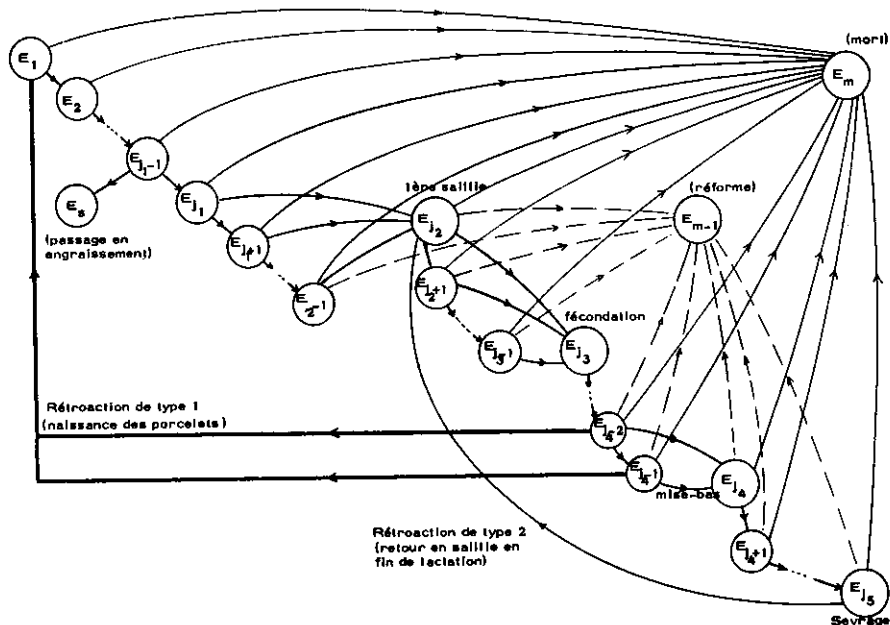 E1
(mort)
Em
E2
Ej1-1
Es
(passage en
engraissement)
Ej1
1ère saillie
Ej2
(réforme)
Em-1
Ej1+1
E2-1
Ej2+1
fécondation
Ej3-1
Ej3
Rétroaction de type 1
(naissance des porcelets)
Ej4-2
Ej4-1
mise-bas
Ej4
Rétroaction de type 2
(retour en saillie en
fin de lactation)
Ej4+1
Ej5
Sevrage